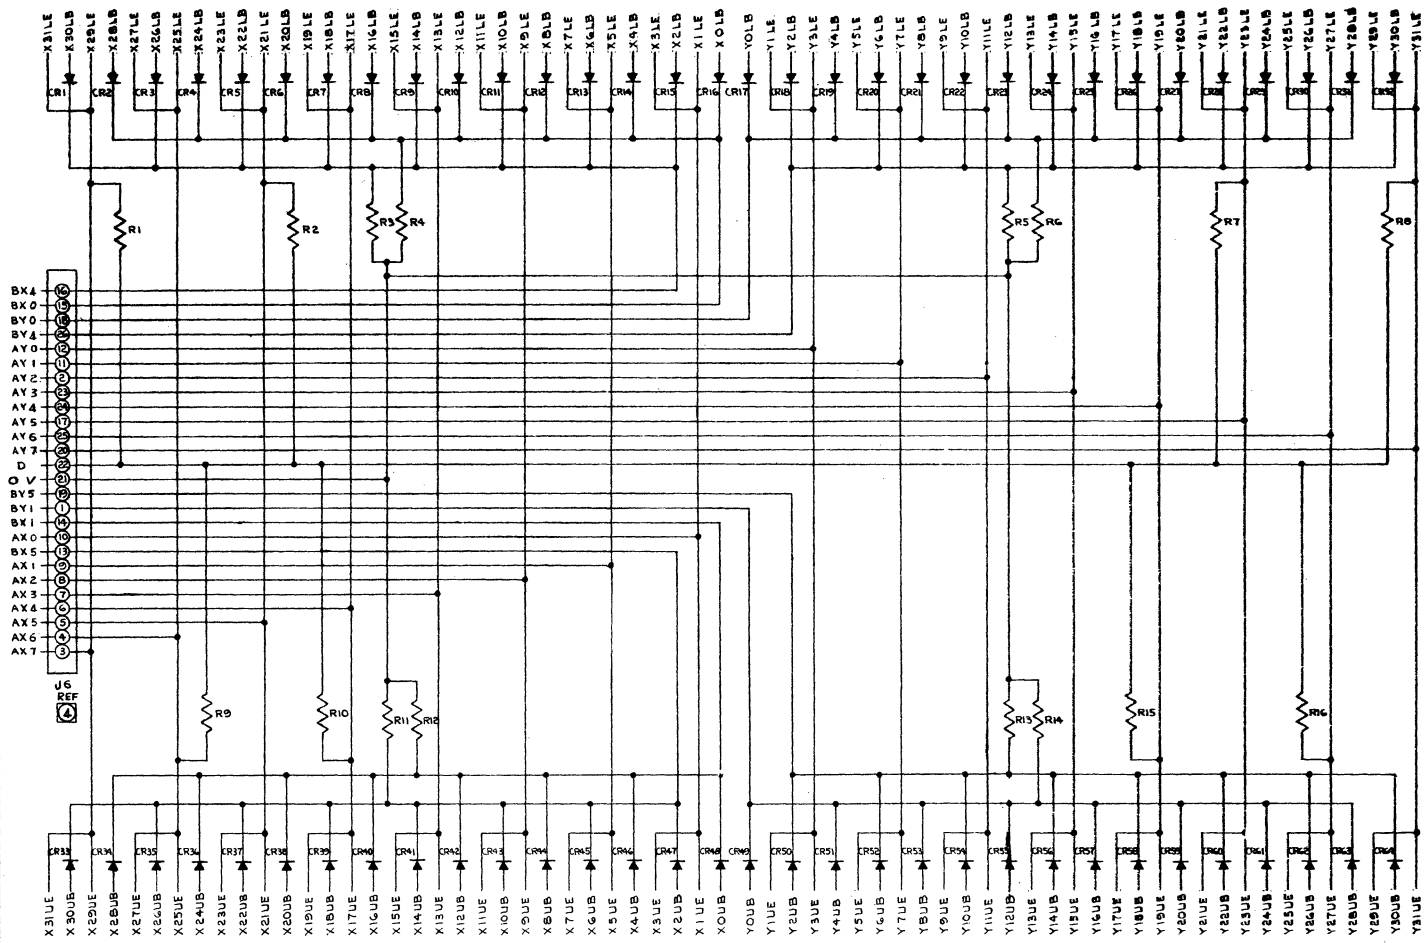 X31LE
X30LB
X29LE
X28LB
X27LE
X26LB
X25LE
X24LB
X23LE
X22LB
X21LE
X20LB
X19LE
X18LB
X17LE
X16LB
X15LE
X14LB
X13LE
X12LB
X11LE
X10LB
X9LE
X8LB
X7LE
X6LB
X5LE
X4LB
X3LE
X2LB
X1LE
X0LB
Y0LB
Y1LE
Y2LB
Y3LE
Y4LB
Y5LE
Y6LB
Y7LE
Y8LB
Y9LE
Y10LB
Y11LE
Y12LB
Y13LE
Y14LB
Y15LE
Y16LB
Y17LE
Y18LB
Y19LE
Y20LB
Y21LE
Y22LB
Y23LE
Y24LB
Y25LE
Y26LB
Y27LE
Y28LB
Y29LE
Y30LB
Y31LE
CR1
CR2
CR3
CR4
CR5
CR6
CR7
CR8
CR9
CR10
CR11
CR12
CR13
CR14
CR15
CR16
CR17
CR18
CR19
CR20
CR21
CR22
CR23
CR24
CR25
CR26
CR27
CR28
CR29
CR30
CR31
CR32
R1
R2
R3
R4
R5
R6
R7
R8
BX4 16
BX0 15
BY0 18
BY4 26
AY0 12
AY1 11
AY2 2
AY3 23
AY4 24
AY5 17
AY6 25
AY7 20
D 22
0V 21
BY5 19
BY1 1
BX1 14
AX0 10
BX5 13
AX1 9
AX2 8
AX3 7
AX4 6
AX5 5
AX6 4
AX7 3
J6
REF
4
R9
R10
R11
R12
R13
R14
R15
R16
CR33
CR34
CR35
CR36
CR37
CR38
CR39
CR40
CR41
CR42
CR43
CR44
CR45
CR46
CR47
CR48
CR49
CR50
CR51
CR52
CR53
CR54
CR55
CR56
CR57
CR58
CR59
CR60
CR61
CR62
CR63
CR64
X31UE
X30UB
X29UE
X28UB
X27UE
X26UB
X25UE
X24UB
X23UE
X22UB
X21UE
X20UB
X19UE
X18UB
X17UE
X16UB
X15UE
X14UB
X13UE
X12UB
X11UE
X10UB
X9UE
X8UB
X7UE
X6UB
X5UE
X4UB
X3UE
X2UB
X1UE
X0UB
Y0UB
Y1UE
Y2UB
Y3UE
Y4UB
Y5UE
Y6UB
Y7UE
Y8UB
Y9UE
Y10UB
Y11UE
Y12UB
Y13UE
Y14UB
Y15UE
Y16UB
Y17UE
Y18UB
Y19UE
Y20UB
Y21UE
Y22UB
Y23UE
Y24UB
Y25UE
Y26UB
Y27UE
Y28UB
Y29UE
Y30UB
Y31UE